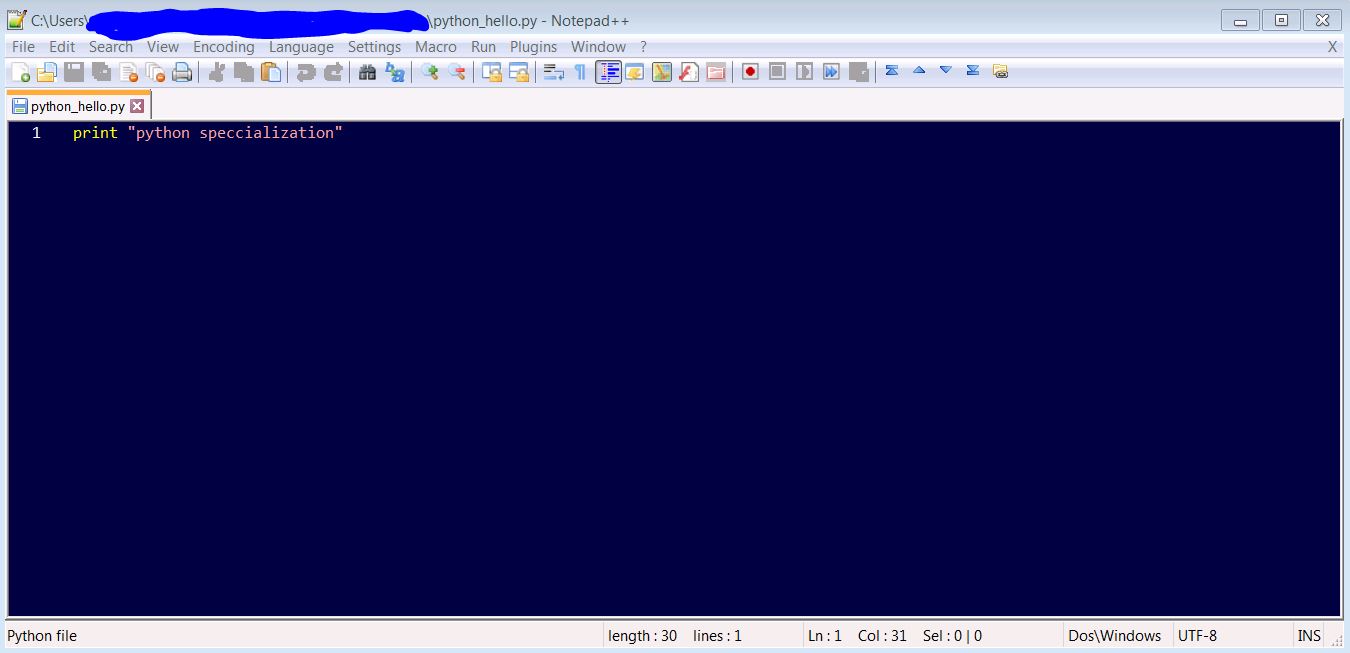 C:\Users\ \python_hello.py - Notepad++
File Edit Search View Encoding Language Settings Macro Run Plugins Window ? X
python_hello.py
1 print "python speccialization"
Python file length : 30 lines : 1 Ln : 1 Col : 31 Sel : 0 | 0 Dos\Windows UTF-8 INS